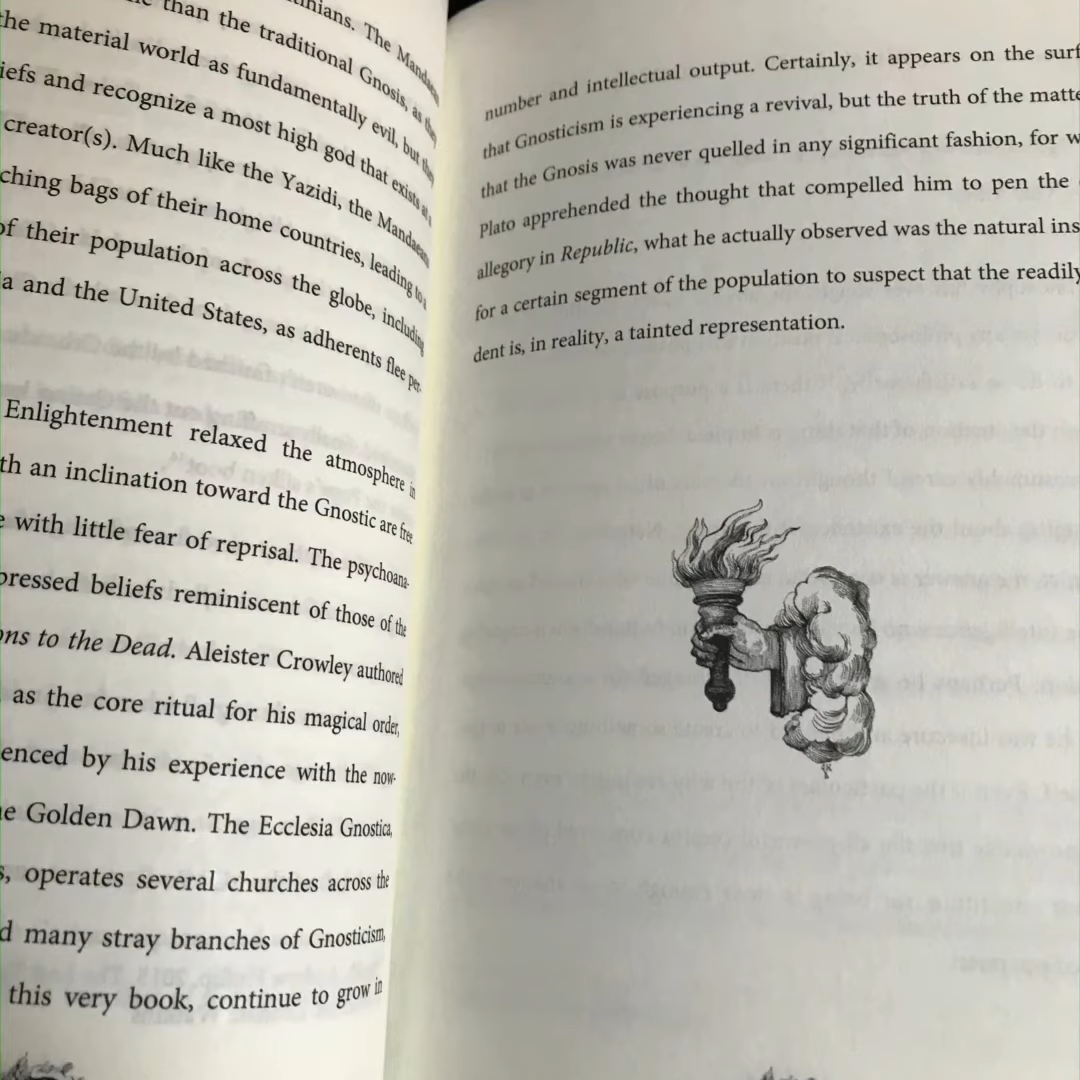 than the traditional Gnosis, as they
the material world as fundamentally evil, but they
and recognize a most high god that exists at a
creator(s). Much like the Yazidi, the Mandaeans
bags of their home countries, leading to a
of their population across the globe, including
a and the United States, as adherents flee per-
Enlightenment relaxed the atmosphere in
an inclination toward the Gnostic are free
with little fear of reprisal. The psychoana-
pressed beliefs reminiscent of those of the
ons to the Dead. Aleister Crowley authored
as the core ritual for his magical order,
enced by his experience with the now-
Golden Dawn. The Ecclesia Gnostica,
s, operates several churches across the
d many stray branches of Gnosticism,
this very book, continue to grow in
number and intellectual output. Certainly, it appears on the surf
that Gnosticism is experiencing a revival, but the truth of the matte
that the Gnosis was never quelled in any significant fashion, for w
Plato apprehended the thought that compelled him to pen the
allegory in Republic, what he actually observed was the natural ins
for a certain segment of the population to suspect that the readily
dent is, in reality, a tainted representation.